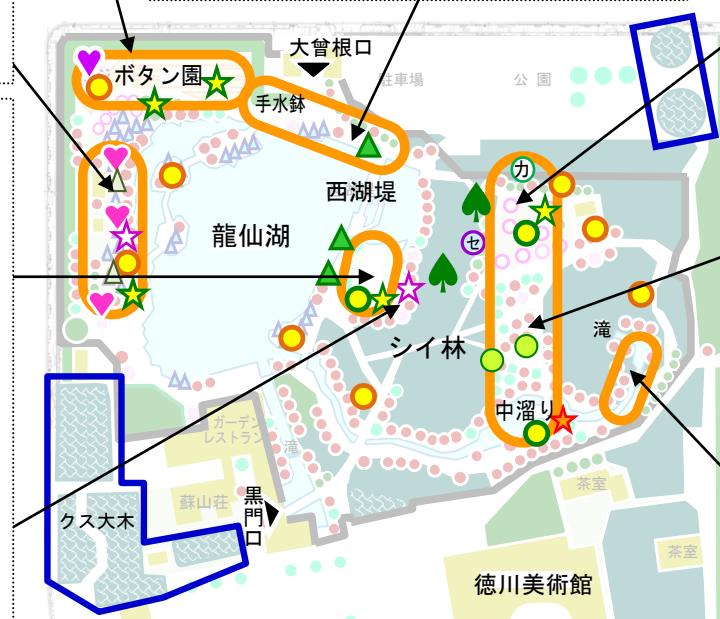 大曾根口
ボタン園
駐車場
公園
手水鉢
カ
西湖堤
龍仙湖
セ
滝
シイ林
中溜り
ガーデン
レストラン
滝
蘇山荘
黒門口
クス大木
茶室
茶室
徳川美術館